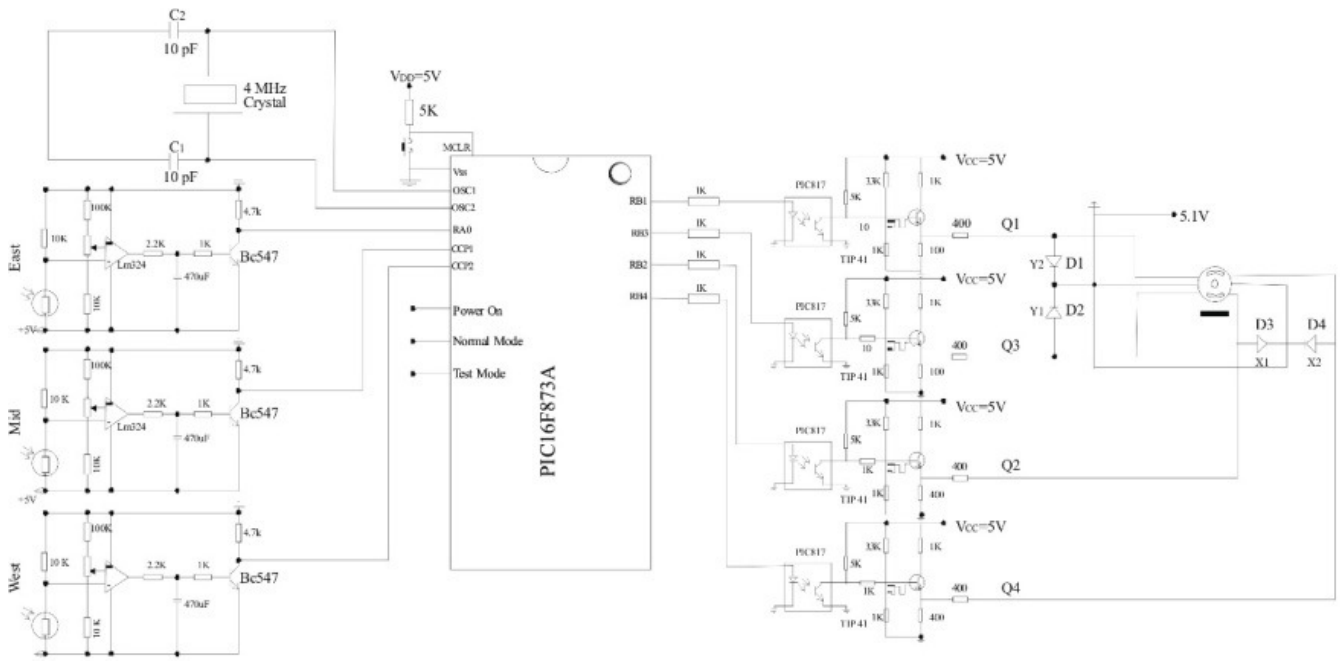 C2
10 pF
4 MHz
Crystal
C1
10 pF
VDD=5V
5K
MCLR
Vss
OSC1
OSC2
RA0
CCP1
CCP2
Power On
Normal Mode
Test Mode
PIC16F873A
RB1
RB3
RB2
RB4
1K
1K
1K
1K
East
10K
100K
10K
Lm324
2.2K
1K
470uF
4.7k
Bc547
+5V
Mid
10 K
100K
10K
Lm324
2.2K
1K
470uF
4.7k
Bc547
+5V
West
10 K
100K
10 K
2.2K
1K
470uF
4.7k
Bc547
PIC817
5K
33K
1K
Vcc=5V
10
1K
TIP 41
100
400
Q1
PIC817
5K
33K
1K
Vcc=5V
10
1K
TIP 41
100
400
Q3
PIC817
5K
33K
1K
Vcc=5V
1K
1K
TIP 41
400
400
Q2
PIC817
5K
33K
1K
Vcc=5V
1K
1K
TIP 41
400
400
Q4
5.1V
Y2 D1
Y1 D2
D3 D4
X1 X2